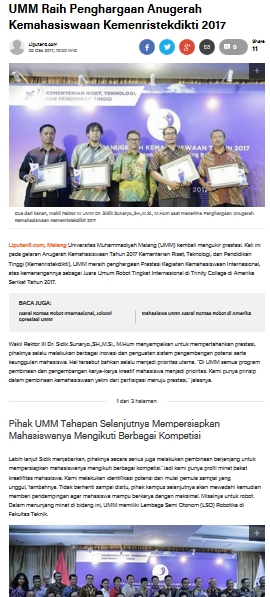 UMM Raih Penghargaan Anugerah
Kemahasiswaan Kemenristekdikti 2017
Liputan6.com
Share
11
0
KEMENTERIAN RISET, TEKNOLOGI,
DAN PENDIDIKAN TINGGI
ANUGERAH KEMAHASISWAAN TAHUN 2017
Dua dari kanan, Wakil Rektor III UMM Dr. Sidik Sunaryo,.SH,.M.Si,. M.Hum saat menerima Penghargaan Anugerah
Kemahasiswaan Kemenristekdikti 2017
Liputan6.com, Malang Universitas Muhammadiyah Malang (UMM) kembali mengukir prestasi. Kali ini
pada gelaran Anugerah Kemahasiswaan Tahun 2017 Kementerian Riset, Teknologi, dan Pendidikan
Tinggi (Kemenristekdikti), UMM meraih penghargaan Prestasi Kegiatan Kemahasiswaan Internasional,
atas kemenangannya sebagai Juara Umum Robot Tingkat Internasional di Trinity College di Amerika
Serikat Tahun 2017.
BACA JUGA:
Juarai Kontes Robot Internasional, Jokowi
Apresiasi UMM
Mahasiswa UMM Juarai Kontes Robot di Amerika
Wakil Rektor III Dr. Sidik Sunaryo,.SH,.M.Si,. M.Hum menyampaikan untuk mempertahankan prestasi,
pihaknya selalu melakukan berbagai inovasi dan penguatan sistem pengembangan potensi serta
keunggulan mahasiswa. Hal tersebut bahkan selalu menjadi prioritas utama. "Di UMM semua program
pembinaan dan pengembangan karya-karya kreatif mahasiswa menjadi prioritas. Kami punya prinsip
dalam pembinaan kemahasiswaan yakni dari partisipasi menuju prestasi," jelasnya.
1 dari 3 halaman
Pihak UMM Tahapan Selanjutnya Mempersiapkan
Mahasiswanya Mengikuti Berbagai Kompetisi
Lebih lanjut Sidik menjabarkan, pihaknya secara serius juga melakukan pembinaan berjenjang untuk
mempersiapkan mahasiswanya mengikuti berbagai kompetisi."Jadi kami punya profil minat bakat
kreatifitas mahasiswa. Kami melakukan identifikasi potensi dari mulai pemula sampai yang
unggul,"tambahnya. Tidak berhenti sampai disitu, pihak kampus selanjutnya akan mewadahi kemudian
memberi pendampingan agar mahasiswa mampu berkarya dengan maksimal. Misalnya untuk robot.
Dalam menunjang minat di bidang ini, UMM memiliki Lembaga Semi Otonom (LSO) Robotika di
Fakultas Teknik.